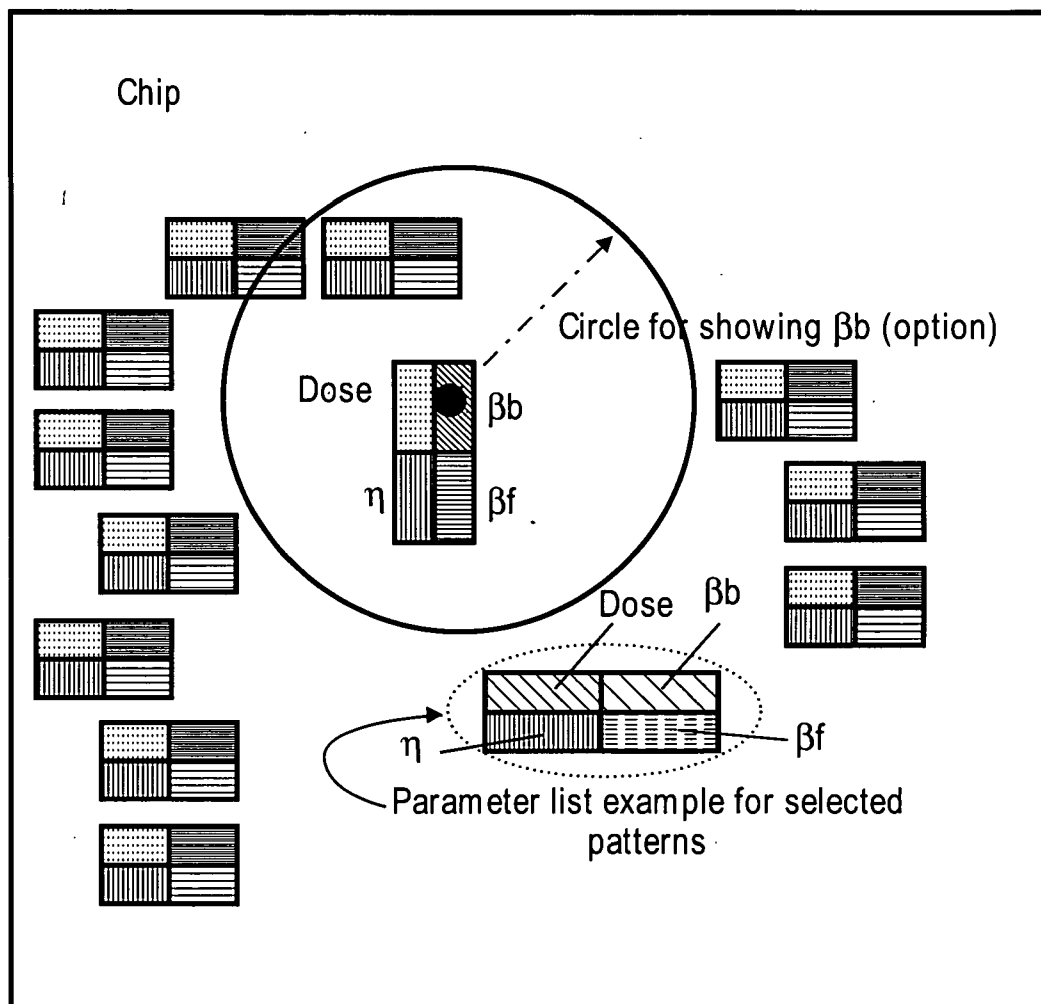 Chip
Circle for showing βb (option)
Dose
βb
η
βf
Dose
βb
η
βf
Parameter list example for selected
patterns